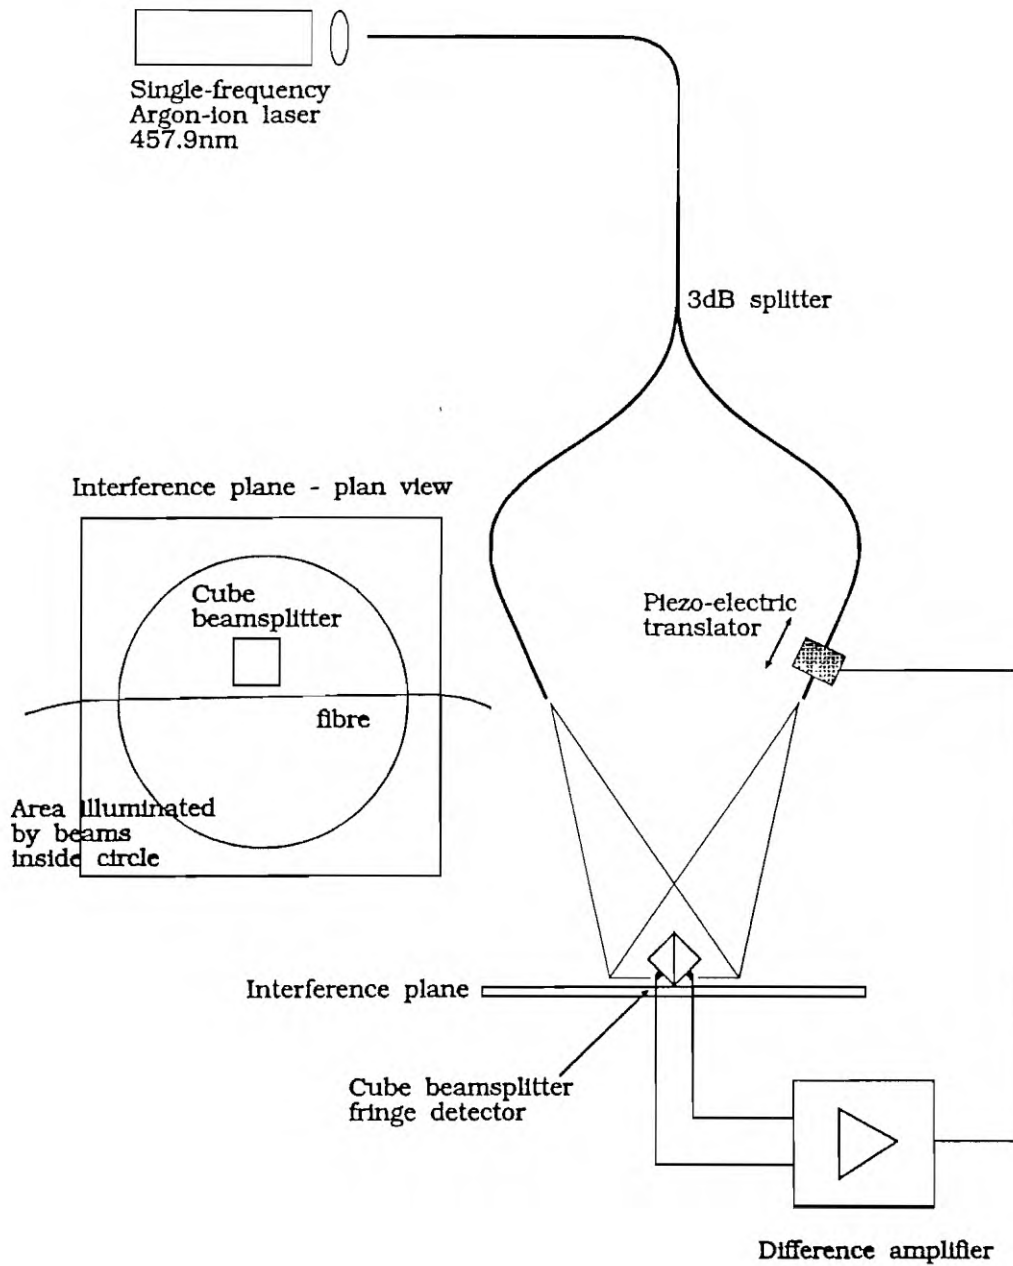 Single-frequency
Argon-ion laser
457.9nm
3dB splitter
Interference plane - plan view
Cube
beamsplitter
fibre
Area illuminated
by beams
inside circle
Piezo-electric
translator
Interference plane
Cube beamsplitter
fringe detector
Difference amplifier